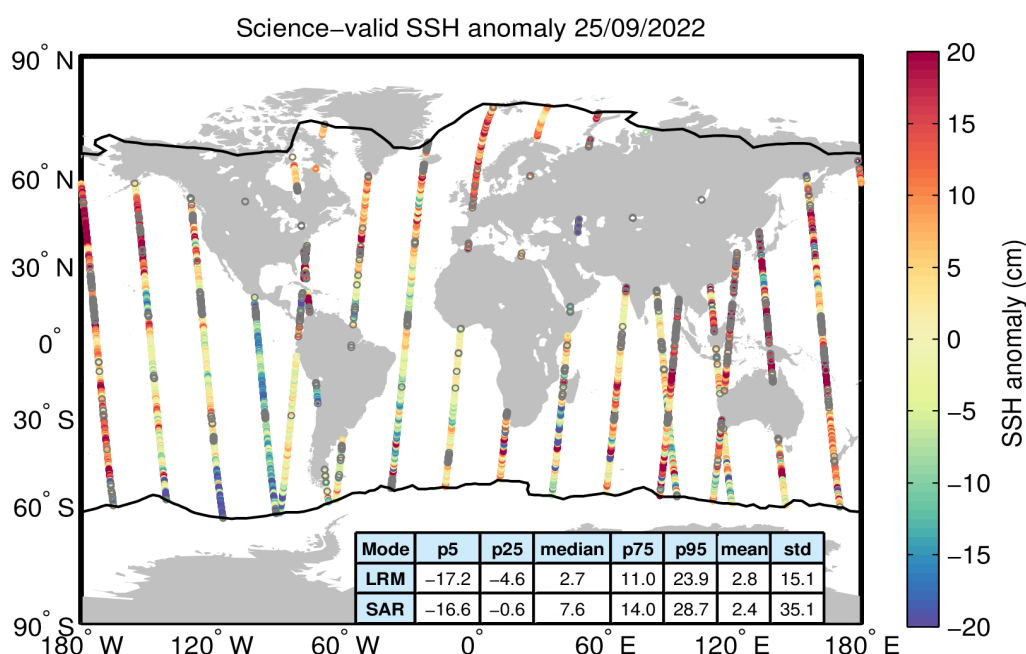 Science−valid SSH anomaly 25/09/2022
90° N
60° N
30° N
0°
30° S
60° S
90° S
180° W
120° W
60° W
0°
60° E
120° E
180° E
Mode p5 p25 median p75 p95 mean std
LRM −17.2 −4.6 2.7 11.0 23.9 2.8 15.1
SAR −16.6 −0.6 7.6 14.0 28.7 2.4 35.1
20
15
10
5
0
−5
−10
−15
−20
SSH anomaly (cm)